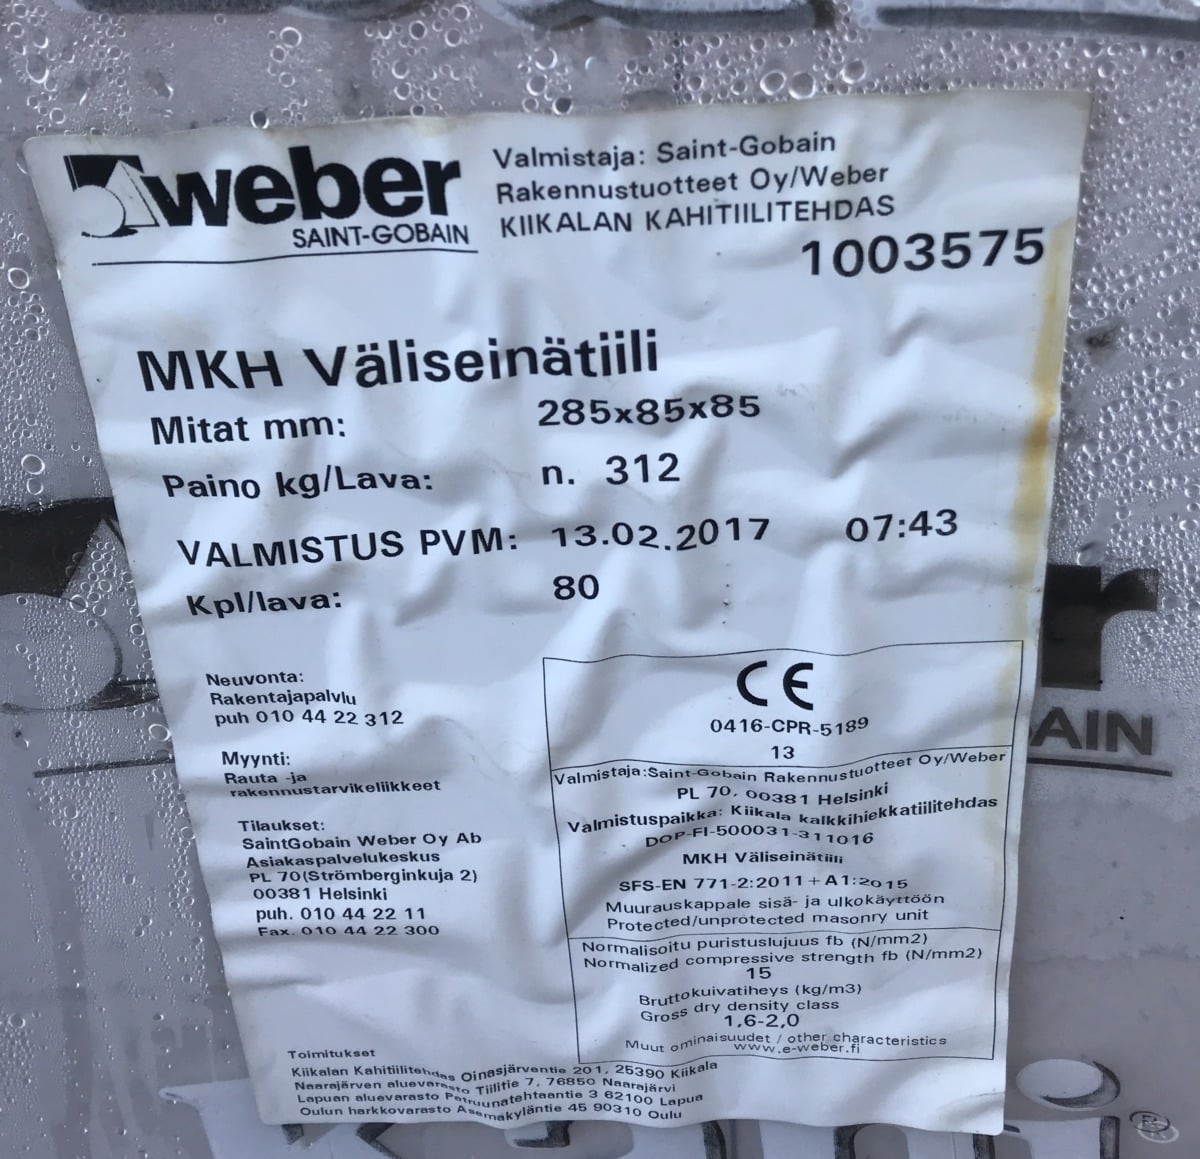 weber
SAINT-GOBAIN
Valmistaja: Saint-Gobain
Rakennustuotteet Oy/Weber
KIIKALAN KAHITIILITEHDAS
1003575
MKH Väliseinätiili
Mitat mm: 285x85x85
Paino kg/Lava: n. 312
VALMISTUS PVM: 13.02.2017 07:43
Kpl/lava: 80
Neuvonta:
Rakentajapalvlu
puh 010 44 22 312
Myynti:
Rauta -ja
rakennustarvikeliikkeet
Tilaukset:
SaintGobain Weber Oy Ab
Asiakaspalvelukeskus
PL 70(Strömberginkuja 2)
00381 Helsinki
puh. 010 44 22 11
Fax. 010 44 22 300
CE
0416-CPR-5189
13
Valmistaja:Saint-Gobain Rakennustuotteet Oy/Weber
PL 70, 00381 Helsinki
Valmistuspaikka: Kiikala kalkkihiekkatiilitehdas
DOP-FI-500031-311016
MKH Väliseinätiili
SFS-EN 771-2:2011+A1:2015
Muurauskappale sisä- ja ulkokäyttöön
Protected/unprotected masonry unit
Normalisoitu puristuslujuus fb (N/mm2)
Normalized compressive strength fb (N/mm2)
15
Bruttokuivatiheys (kg/m3)
Gross dry density class
1,6-2,0
Muut ominaisuudet / other characteristics
www.e-weber.fi
Toimitukset
Kiikalan Kahitiilitehdas Oinasjärventie 201, 25390 Kiikala
Naarajärven aluevarasto Tiilitie 7, 76850 Naarajärvi
Lapuan aluevarasto Patruunatehtaantie 3 62100 Lapua
Oulun harkkovarasto Asemakyläntie 45 90310 Oulu
r
AIN